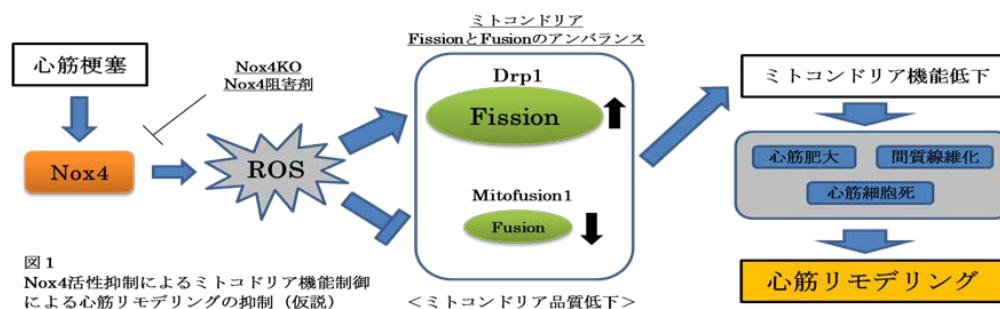 心筋梗塞
Nox4
Nox4KO
Nox4阻害剤
ROS
ミトコンドリア
FissionとFusionのアンバランス
Drp1
Fission
Mitofusion1
Fusion
<ミトコンドリア品質低下>
ミトコンドリア機能低下
心筋肥大
間質線維化
心筋細胞死
心筋リモデリング
図1
Nox4活性抑制によるミトコドリア機能制御
による心筋リモデリングの抑制（仮説）